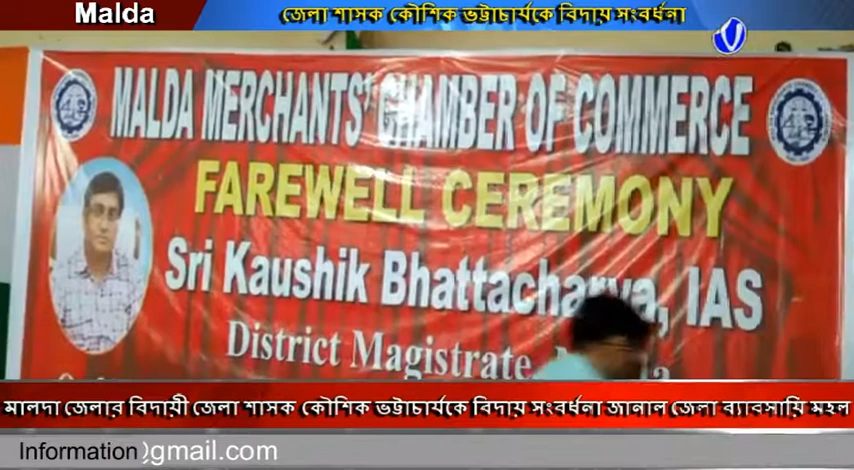 Malda
জেলা শাসক কৌশিক ভট্টাচার্যকে বিদায় সংবর্ধনা
MALDA MERCHANTS' CHAMBER OF COMMERCE
FAREWELL CEREMONY
Sri Kaushik Bhattacharya, IAS
District Magistrate,
মালদা জেলার বিদায়ী জেলা শাসক কৌশিক ভট্টাচার্যকে বিদায় সংবর্ধনা জানাল জেলা ব্যাবসায়ি মহল
Information
gmail.com